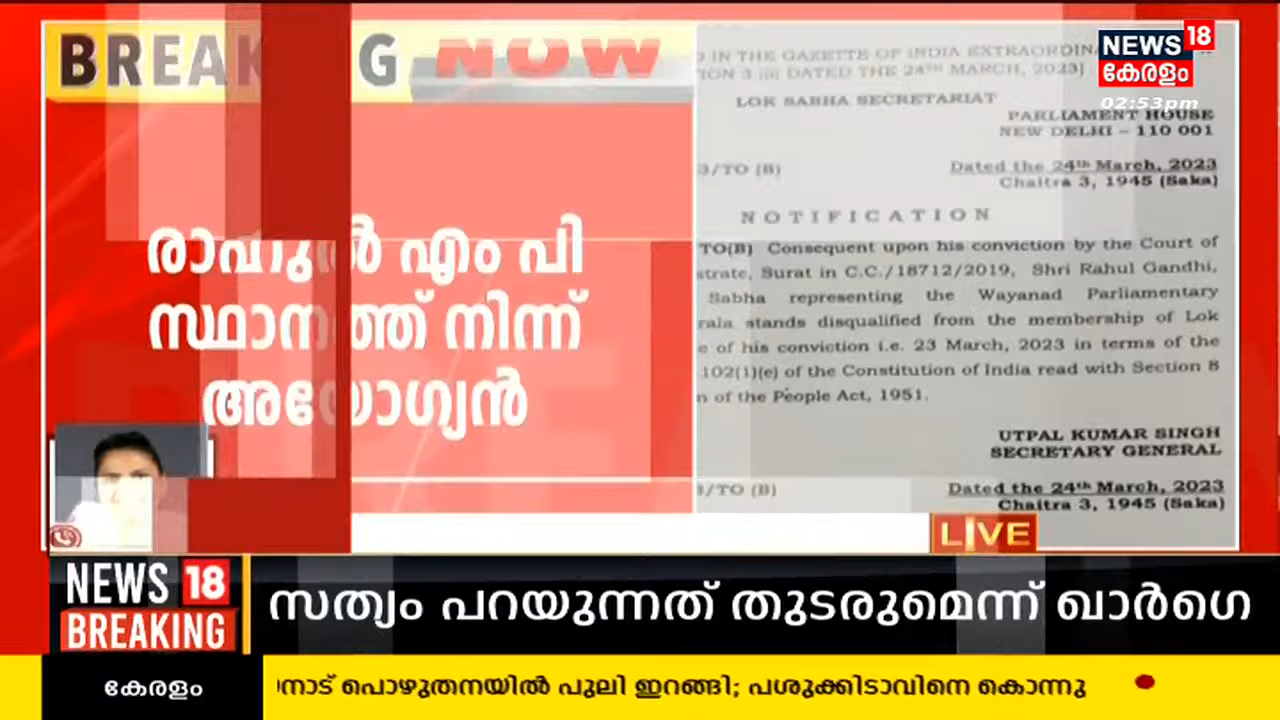 BREAKING NOW
രാഹുൽ എം പി
സ്ഥാനത്ത് നിന്ന്
അയോഗ്യൻ
IN THE GAZETTE OF INDIA
3 (ii) DATED THE 24TH MARCH, 2023]
LOK SABHA SECRETARIAT
PARLIAMENT HOUSE
NEW DELHI – 110 001
3/TO (B)
Dated the 24th March, 2023
Chaitra 3, 1945 (Saka)
NOTIFICATION
TO(B) Consequent upon his conviction by the Court of
Surat in C.C./18712/2019, Shri Rahul Gandhi,
Sabha representing the Wayanad Parliamentary
stands disqualified from the membership of Lok
of his conviction i.e. 23 March, 2023 in terms of the
102(1)(e) of the Constitution of India read with Section 8
of the People Act, 1951.
UTPAL KUMAR SINGH
SECRETARY GENERAL
/TO (B)
Dated the 24th March, 2023
Chaitra 3, 1945 (Saka)
NEWS 18
കേരളം
02:53pm
LIVE
NEWS 18
BREAKING
സത്യം പറയുന്നത് തുടരുമെന്ന് ഖാർഗെ
കേരളം
പൊഴുതനയിൽ പുലി ഇറങ്ങി; പശുക്കിടാവിനെ കൊന്നു